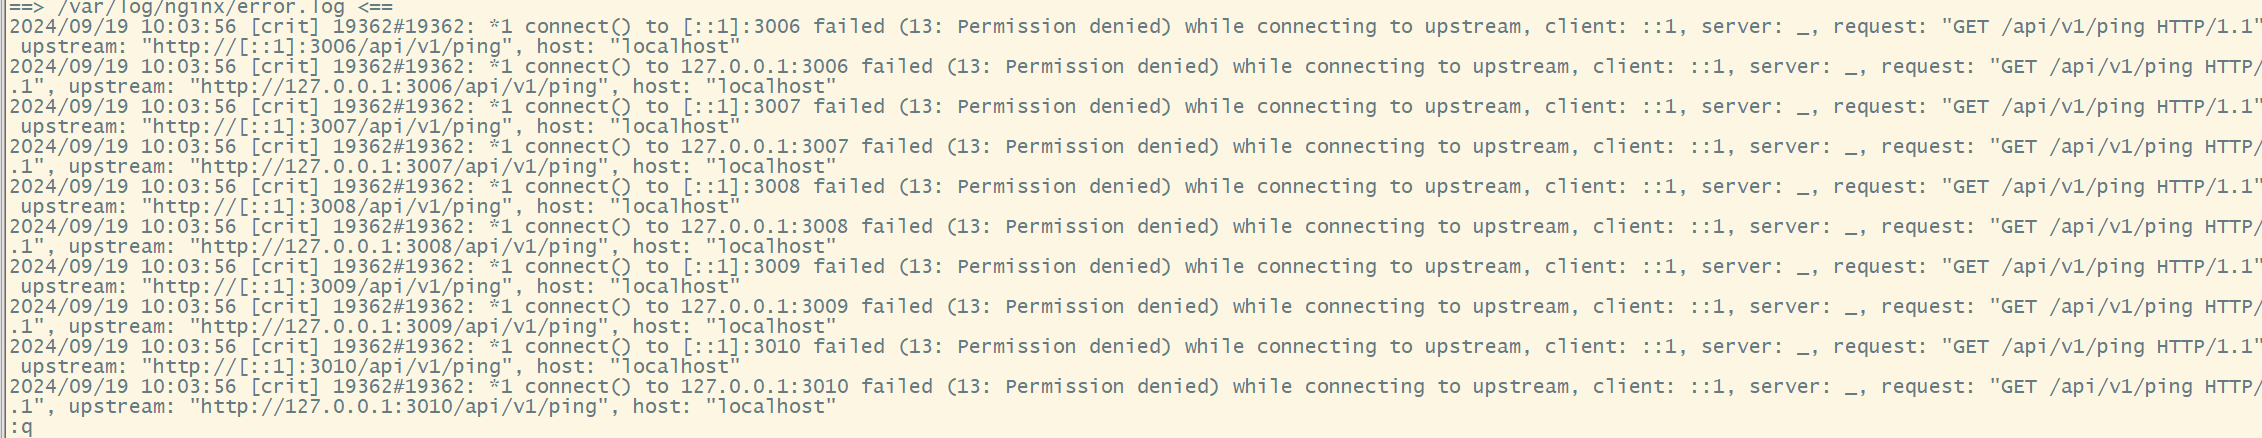 ==> /var/log/nginx/error.log <==
2024/09/19 10:03:56 [crit] 19362#19362: *1 connect() to [::1]:3006 failed (13: Permission denied) while connecting to upstream, client: ::1, server: _, request: "GET /api/v1/ping HTTP/1.1"
upstream: "http://[::1]:3006/api/v1/ping", host: "localhost"
2024/09/19 10:03:56 [crit] 19362#19362: *1 connect() to 127.0.0.1:3006 failed (13: Permission denied) while connecting to upstream, client: ::1, server: _, request: "GET /api/v1/ping HTTP/
.1", upstream: "http://127.0.0.1:3006/api/v1/ping", host: "localhost"
2024/09/19 10:03:56 [crit] 19362#19362: *1 connect() to [::1]:3007 failed (13: Permission denied) while connecting to upstream, client: ::1, server: _, request: "GET /api/v1/ping HTTP/1.1"
upstream: "http://[::1]:3007/api/v1/ping", host: "localhost"
2024/09/19 10:03:56 [crit] 19362#19362: *1 connect() to 127.0.0.1:3007 failed (13: Permission denied) while connecting to upstream, client: ::1, server: _, request: "GET /api/v1/ping HTTP/
.1", upstream: "http://127.0.0.1:3007/api/v1/ping", host: "localhost"
2024/09/19 10:03:56 [crit] 19362#19362: *1 connect() to [::1]:3008 failed (13: Permission denied) while connecting to upstream, client: ::1, server: _, request: "GET /api/v1/ping HTTP/1.1"
upstream: "http://[::1]:3008/api/v1/ping", host: "localhost"
2024/09/19 10:03:56 [crit] 19362#19362: *1 connect() to 127.0.0.1:3008 failed (13: Permission denied) while connecting to upstream, client: ::1, server: _, request: "GET /api/v1/ping HTTP/
.1", upstream: "http://127.0.0.1:3008/api/v1/ping", host: "localhost"
2024/09/19 10:03:56 [crit] 19362#19362: *1 connect() to [::1]:3009 failed (13: Permission denied) while connecting to upstream, client: ::1, server: _, request: "GET /api/v1/ping HTTP/1.1"
upstream: "http://[::1]:3009/api/v1/ping", host: "localhost"
2024/09/19 10:03:56 [crit] 19362#19362: *1 connect() to 127.0.0.1:3009 failed (13: Permission denied) while connecting to upstream, client: ::1, server: _, request: "GET /api/v1/ping HTTP/
.1", upstream: "http://127.0.0.1:3009/api/v1/ping", host: "localhost"
2024/09/19 10:03:56 [crit] 19362#19362: *1 connect() to [::1]:3010 failed (13: Permission denied) while connecting to upstream, client: ::1, server: _, request: "GET /api/v1/ping HTTP/1.1"
upstream: "http://[::1]:3010/api/v1/ping", host: "localhost"
2024/09/19 10:03:56 [crit] 19362#19362: *1 connect() to 127.0.0.1:3010 failed (13: Permission denied) while connecting to upstream, client: ::1, server: _, request: "GET /api/v1/ping HTTP/
.1", upstream: "http://127.0.0.1:3010/api/v1/ping", host: "localhost"
:q